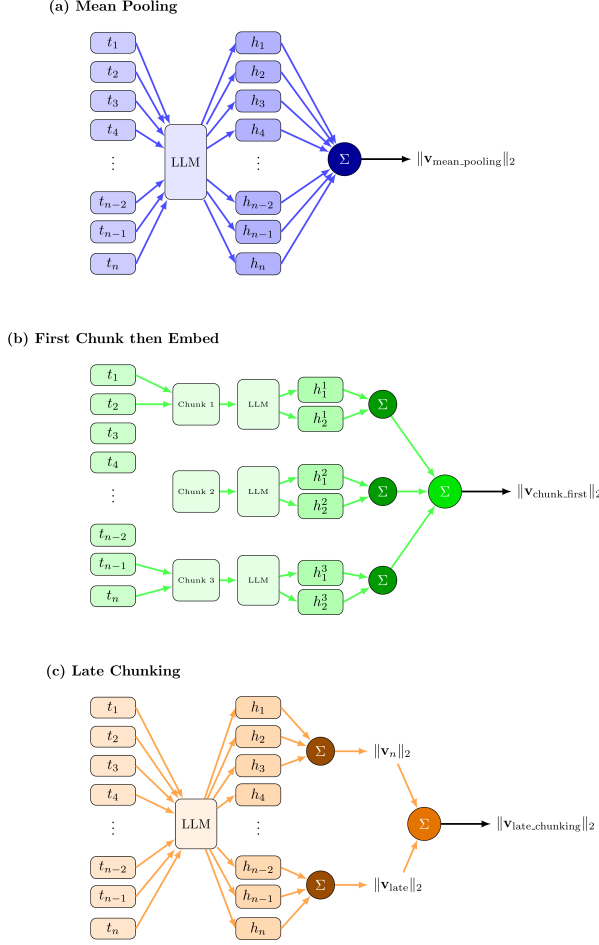 (a) Mean Pooling
t₁
t₂
t₃
t₄
⋮
tₙ₋₂
tₙ₋₁
tₙ
LLM
h₁
h₂
h₃
h₄
⋮
hₙ₋₂
hₙ₋₁
hₙ
Σ
‖v_mean_pooling‖₂
(b) First Chunk then Embed
t₁
t₂
t₃
t₄
⋮
tₙ₋₂
tₙ₋₁
tₙ
Chunk 1
LLM
h₁¹
h₂¹
Σ
Chunk 2
LLM
h₁²
h₂²
Σ
Chunk 3
LLM
h₁³
h₂³
Σ
Σ
‖v_chunk_first‖₂
(c) Late Chunking
t₁
t₂
t₃
t₄
⋮
tₙ₋₂
tₙ₋₁
tₙ
LLM
h₁
h₂
h₃
h₄
⋮
hₙ₋₂
hₙ₋₁
hₙ
Σ
Σ
‖vₙ‖₂
‖v_late‖₂
Σ
‖v_late_chunking‖₂